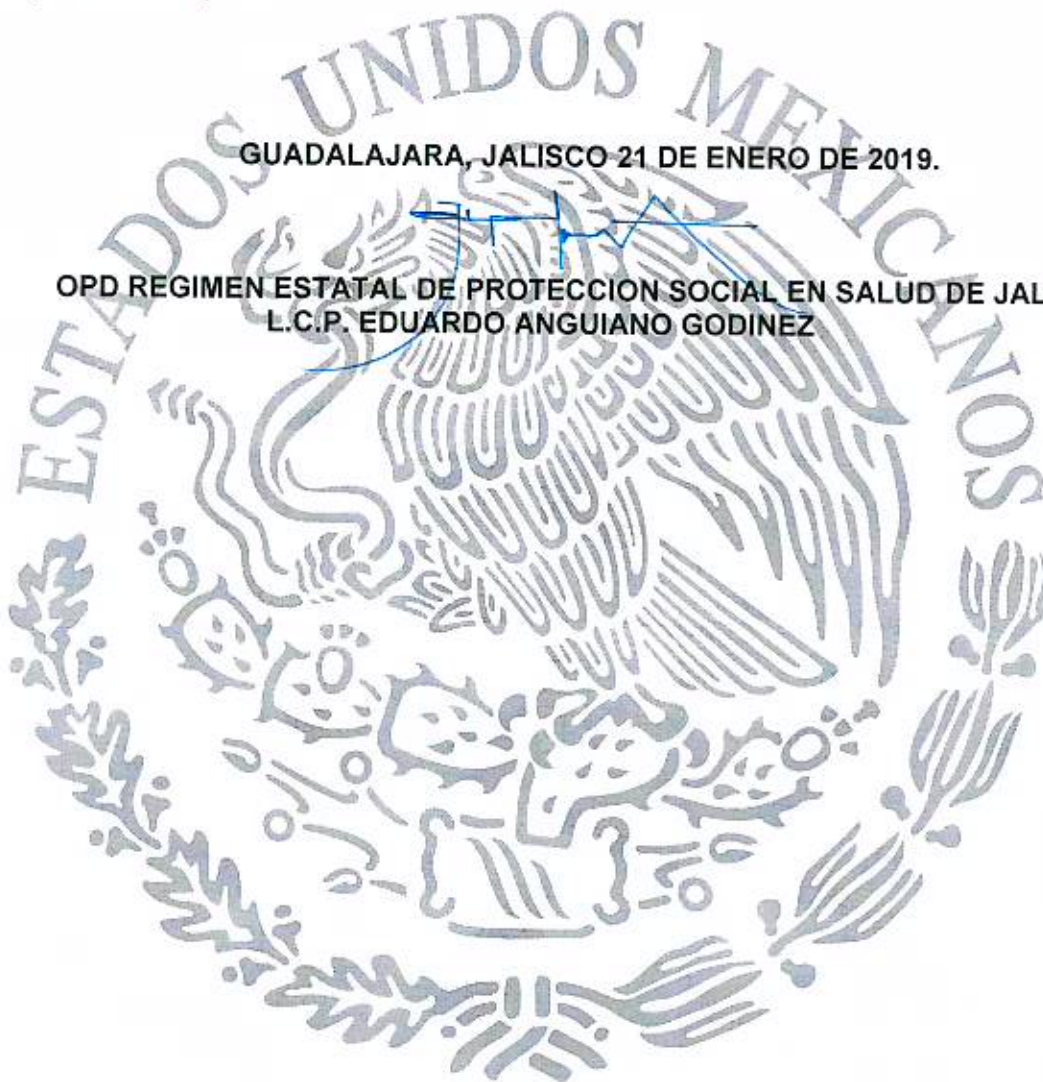 ESTADOS UNIDOS MEXICANOS
GUADALAJARA, JALISCO 21 DE ENERO DE 2019.
OPD REGIMEN ESTATAL DE PROTECCION SOCIAL EN SALUD DE JAL
L.C.P. EDUARDO ANGUIANO GODINEZ